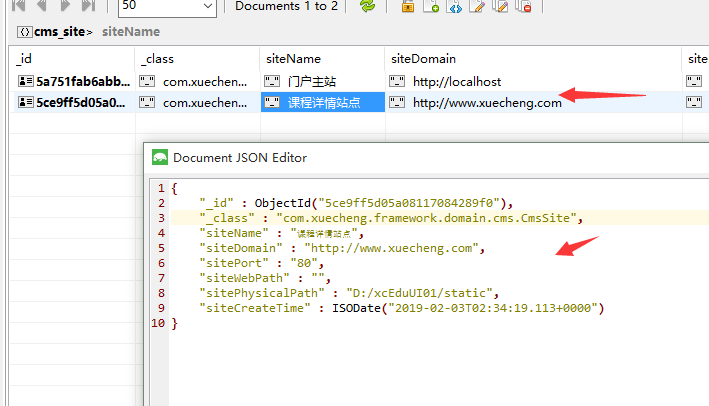 50
Documents 1 to 2
cms_site> siteName
_id _class siteName siteDomain site
5a751fab6abb... com.xuechen... 门户主站 http://localhost
5ce9ff5d05a0... com.xuechen... 课程详情站点 http://www.xuecheng.com
Document JSON Editor
1 {
2 "_id" : ObjectId("5ce9ff5d05a08117084289f0"),
3 "_class" : "com.xuecheng.framework.domain.cms.CmsSite",
4 "siteName" : "课程详情站点",
5 "siteDomain" : "http://www.xuecheng.com",
6 "sitePort" : "80",
7 "siteWebPath" : "",
8 "sitePhysicalPath" : "D:/xcEduUI01/static",
9 "siteCreateTime" : ISODate("2019-02-03T02:34:19.113+0000")
10 }